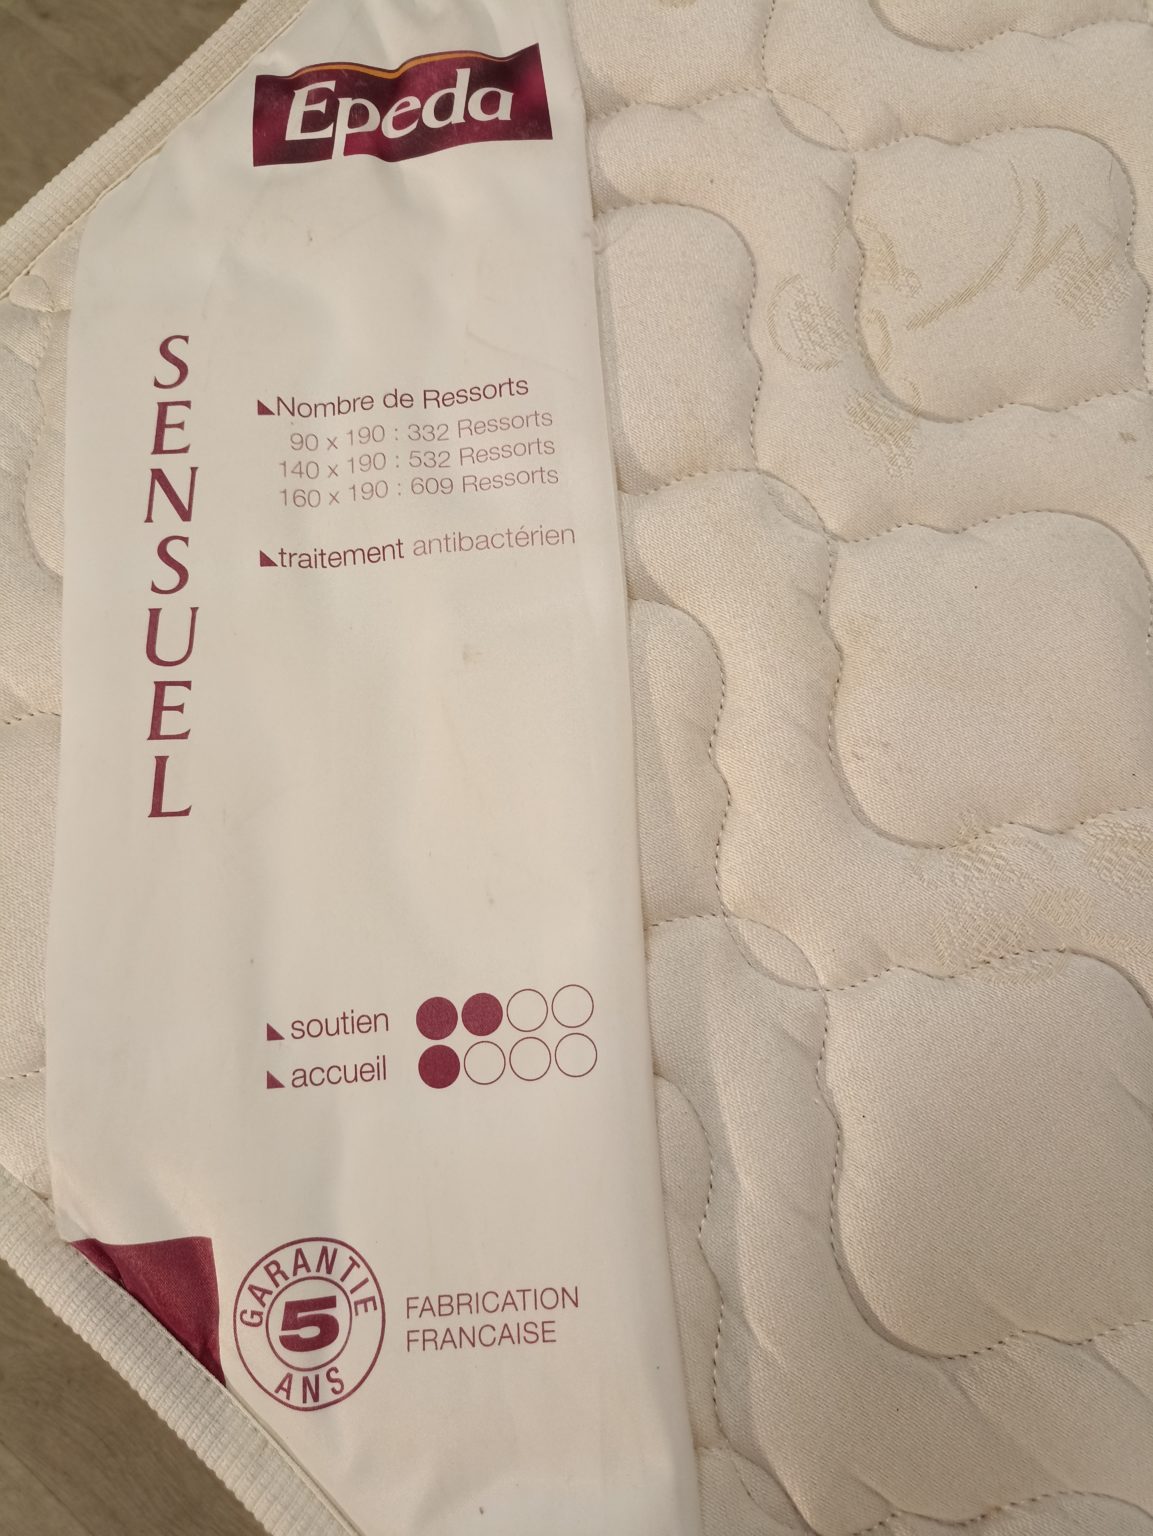 Epeda
SENSUEL
Nombre de Ressorts
90 x 190 : 332 Ressorts
140 x 190 : 532 Ressorts
160 x 190 : 609 Ressorts
traitement antibactérien
soutien
accueil
GARANTIE
5
ANS
FABRICATION
FRANCAISE